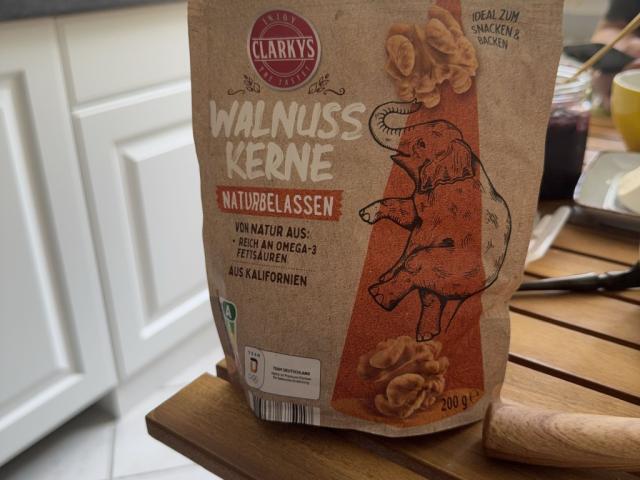 ENJOY
CLARKYS
THE TASTE
IDEAL ZUM
SNACKEN &
BACKEN
WALNUSS
KERNE
NATURBELASSEN
VON NATUR AUS:
• REICH AN OMEGA-3
FETTSÄUREN
AUS KALIFORNIEN
A
TEAM
D
TEAM DEUTSCHLAND
200 g e